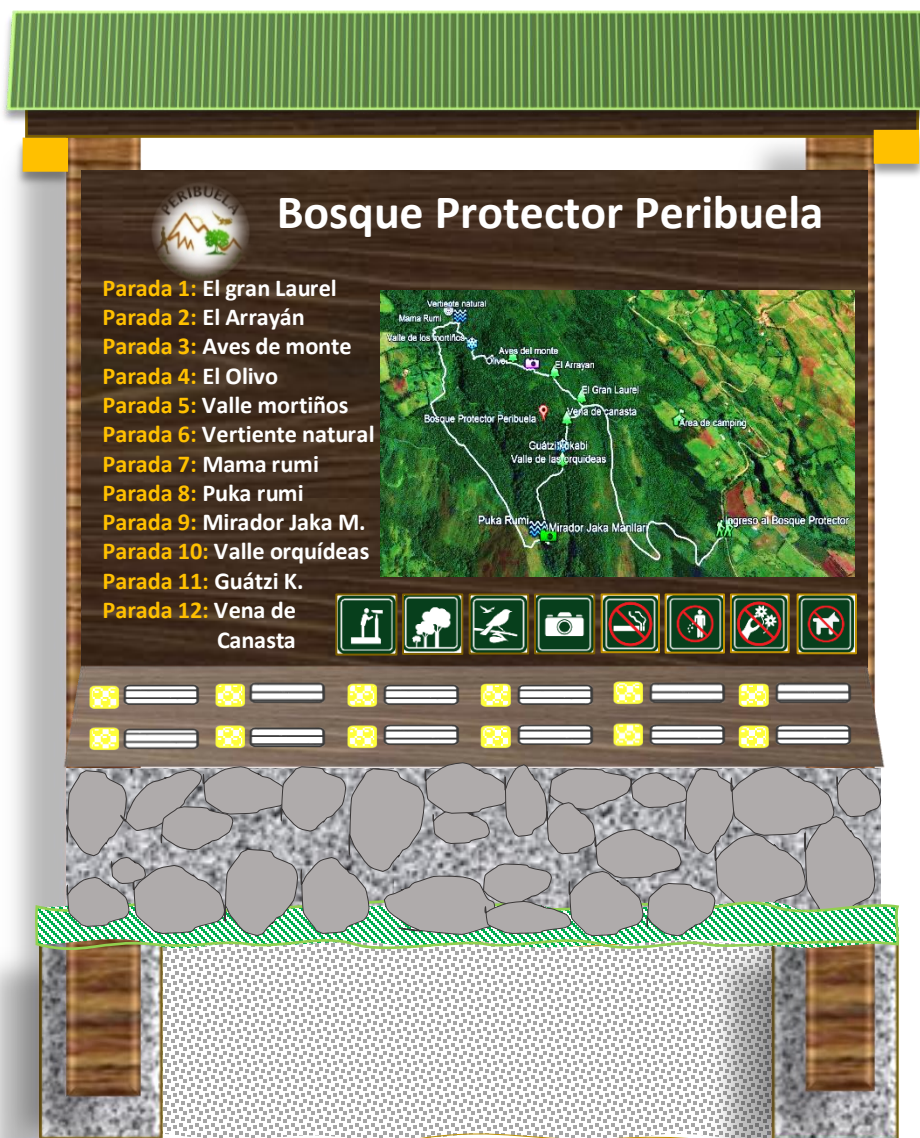 PERIBUELA
Bosque Protector Peribuela
Parada 1: El gran Laurel
Parada 2: El Arrayán
Parada 3: Aves de monte
Parada 4: El Olivo
Parada 5: Valle mortiños
Parada 6: Vertiente natural
Parada 7: Mama rumi
Parada 8: Puka rumi
Parada 9: Mirador Jaka M.
Parada 10: Valle orquídeas
Parada 11: Guátzi K.
Parada 12: Vena de
Canasta
Vertiente natural
Mama Rumi
Valle de los mortiños
Aves del monte
Olivo
El Arrayan
El Gran Laurel
Bosque Protector Peribuela
Vena de canasta
Área de camping
Guátzi
Valle de las orquideas
Puka Rumi
Mirador Jaka Manllari
Ingreso al Bosque Protector